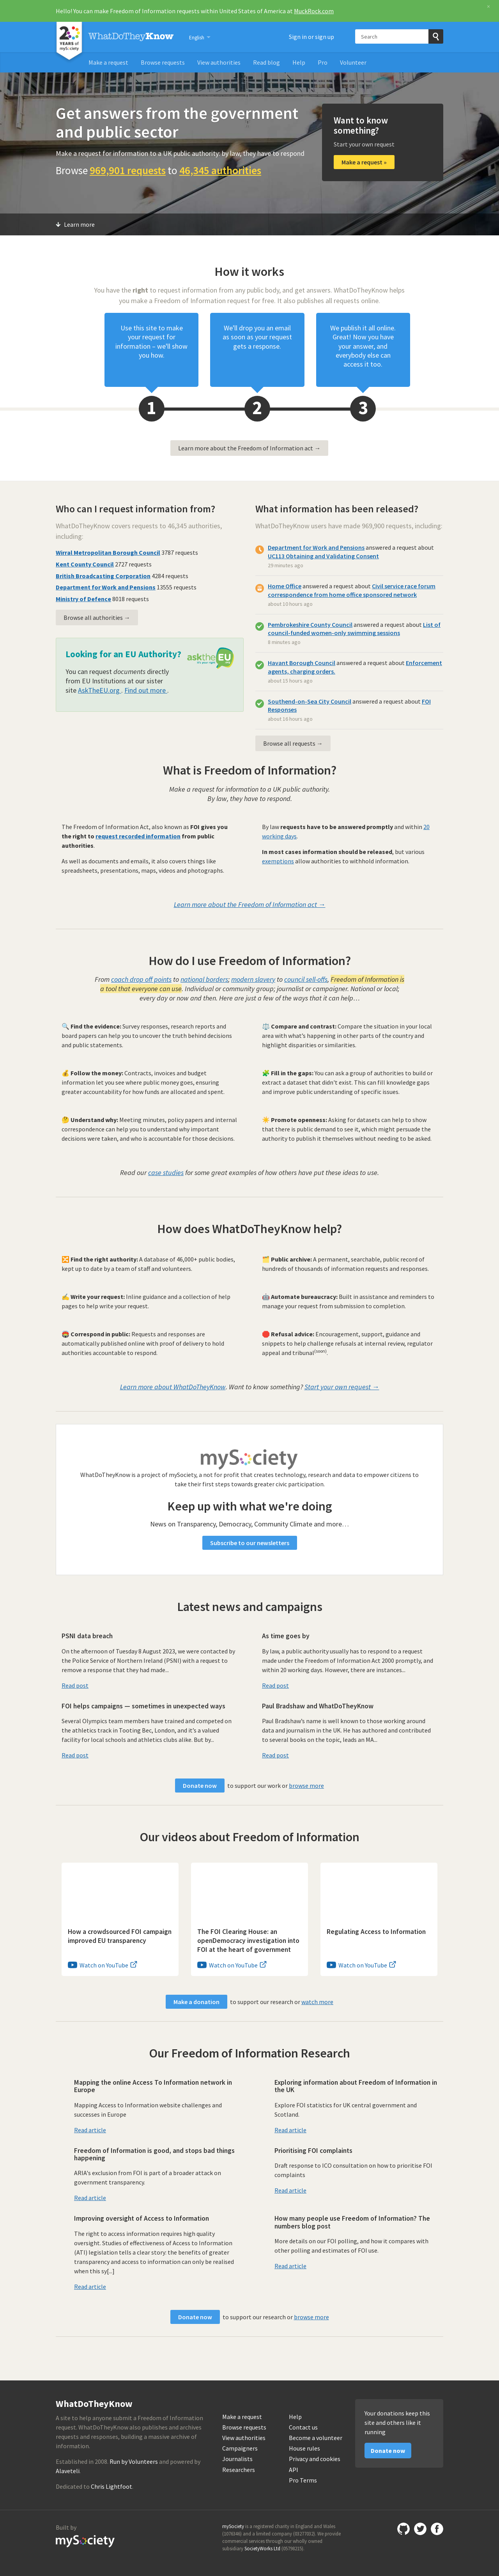 Hello! You can make Freedom of Information requests within United States of America at MuckRock.com
20 YEARS of my society
WhatDoTheyKnow
English
Sign in or sign up
Search
Make a request
Browse requests
View authorities
Read blog
Help
Pro
Volunteer
Get answers from the government
and public sector
Make a request for information to a UK public authority: by law, they have to respond
Browse 969,901 requests to 46,345 authorities
Want to know
something?
Start your own request
Make a request »
Learn more
How it works
You have the right to request information from any public body, and get answers. WhatDoTheyKnow helps
you make a Freedom of Information request for free. It also publishes all requests online.
Use this site to make
your request for
information – we'll show
you how.
We'll drop you an email
as soon as your request
gets a response.
We publish it all online.
Great! Now you have
your answer, and
everybody else can
access it too.
1
2
3
Learn more about the Freedom of Information act →
Who can I request information from?
WhatDoTheyKnow covers requests to 46,345 authorities,
including:
Wirral Metropolitan Borough Council 3787 requests
Kent County Council 2727 requests
British Broadcasting Corporation 4284 requests
Department for Work and Pensions 13555 requests
Ministry of Defence 8018 requests
Browse all authorities →
Looking for an EU Authority?
You can request documents directly
from EU Institutions at our sister
site AskTheEU.org . Find out more .
asktheEU
it's your right!
What information has been released?
WhatDoTheyKnow users have made 969,900 requests, including:
Department for Work and Pensions answered a request about
UC113 Obtaining and Validating Consent
29 minutes ago
Home Office answered a request about Civil service race forum
correspondence from home office sponsored network
about 10 hours ago
Pembrokeshire County Council answered a request about List of
council-funded women-only swimming sessions
9 minutes ago
Havant Borough Council answered a request about Enforcement
agents, charging orders.
about 15 hours ago
Southend-on-Sea City Council answered a request about FOI
Responses
about 16 hours ago
Browse all requests →
What is Freedom of Information?
Make a request for information to a UK public authority.
By law, they have to respond.
The Freedom of Information Act, also known as FOI gives you
the right to request recorded information from public
authorities.
As well as documents and emails, it also covers things like
spreadsheets, presentations, maps, videos and photographs.
By law requests have to be answered promptly and within 20
working days.
In most cases information should be released, but various
exemptions allow authorities to withhold information.
Learn more about the Freedom of Information act →
How do I use Freedom of Information?
From coach drop off points to national borders; modern slavery to council sell-offs, Freedom of Information is
a tool that everyone can use. Individual or community group; journalist or campaigner. National or local;
every day or now and then. Here are just a few of the ways that it can help…
🔍 Find the evidence: Survey responses, research reports and
board papers can help you to uncover the truth behind decisions
and public statements.
⚖️ Compare and contrast: Compare the situation in your local
area with what's happening in other parts of the country and
highlight disparities or similarities.
💰 Follow the money: Contracts, invoices and budget
information let you see where public money goes, ensuring
greater accountability for how funds are allocated and spent.
🧩 Fill in the gaps: You can ask a group of authorities to build or
extract a dataset that didn't exist. This can fill knowledge gaps
and improve public understanding of specific issues.
🤔 Understand why: Meeting minutes, policy papers and internal
correspondence can help you to understand why important
decisions were taken, and who is accountable for those decisions.
☀️ Promote openness: Asking for datasets can help to show
that there is public demand to see it, which might persuade the
authority to publish it themselves without needing to be asked.
Read our case studies for some great examples of how others have put these ideas to use.
How does WhatDoTheyKnow help?
🔀 Find the right authority: A database of 46,000+ public bodies,
kept up to date by a team of staff and volunteers.
🗂️ Public archive: A permanent, searchable, public record of
hundreds of thousands of information requests and responses.
✍️ Write your request: Inline guidance and a collection of help
pages to help write your request.
🤖 Automate bureaucracy: Built in assistance and reminders to
manage your request from submission to completion.
📮 Correspond in public: Requests and responses are
automatically published online with proof of delivery to hold
authorities accountable to respond.
🛑 Refusal advice: Encouragement, support, guidance and
snippets to help challenge refusals at internal review, regulator
appeal and tribunal(soon).
Learn more about WhatDoTheyKnow. Want to know something? Start your own request →
mySociety
WhatDoTheyKnow is a project of mySociety, a not for profit that creates technology, research and data to empower citizens to
take their first steps towards greater civic participation.
Keep up with what we're doing
News on Transparency, Democracy, Community Climate and more…
Subscribe to our newsletters
Latest news and campaigns
PSNI data breach
On the afternoon of Tuesday 8 August 2023, we were contacted
by the Police Service of Northern Ireland (PSNI) with a request to
remove a response that they had made...
Read post
As time goes by
By law, a public authority usually has to respond to a request
made under the Freedom of Information Act 2000 promptly, and
within 20 working days. However, there are instances...
Read post
FOI helps campaigns — sometimes in unexpected ways
Several Olympics team members have trained and competed on
the athletics track in Tooting Bec, London, and it's a valued
facility for local schools and athletics clubs alike. But by...
Read post
Paul Bradshaw and WhatDoTheyKnow
Paul Bradshaw's name is well known to those working around
data and journalism in the UK. He has authored and contributed
to several books on the topic, leads an MA...
Read post
Donate now to support our work or browse more
Our videos about Freedom of Information
How a crowdsourced FOI campaign
improved EU transparency
Watch on YouTube
The FOI Clearing House: an
openDemocracy investigation into
FOI at the heart of government
Watch on YouTube
Regulating Access to Information
Watch on YouTube
Make a donation to support our research or watch more
Our Freedom of Information Research
Mapping the online Access To Information network in
Europe
Mapping Access to Information website challenges and
successes in Europe
Read article
Exploring information about Freedom of Information in
the UK
Explore FOI statistics for UK central government and
Scotland.
Read article
Freedom of Information is good, and stops bad things
happening
ARIA's exclusion from FOI is part of a broader attack on
government transparency.
Read article
Prioritising FOI complaints
Draft response to ICO consultation on how to prioritise FOI
complaints
Read article
Improving oversight of Access to Information
The right to access information requires high quality
oversight. Studies of effectiveness of Access to Information
(ATI) legislation tells a clear story: the benefits of greater
transparency and access to information can only be realised
when this sy[...]
Read article
How many people use Freedom of Information? The
numbers blog post
More details on our FOI polling, and how it compares with
other polling and estimates of FOI use.
Read article
Donate now to support our research or browse more
WhatDoTheyKnow
A site to help anyone submit a Freedom of Information
request. WhatDoTheyKnow also publishes and archives
requests and responses, building a massive archive of
information.
Established in 2008. Run by Volunteers and powered by
Alaveteli.
Dedicated to Chris Lightfoot.
Make a request
Browse requests
View authorities
Campaigners
Journalists
Researchers
Help
Contact us
Become a volunteer
House rules
Privacy and cookies
API
Pro Terms
Your donations keep this
site and others like it
running
Donate now
Built by
mySociety
mySociety is a registered charity in England and Wales
(1076346) and a limited company (03277032). We provide
commercial services through our wholly owned
subsidiary SocietyWorks Ltd (05798215).